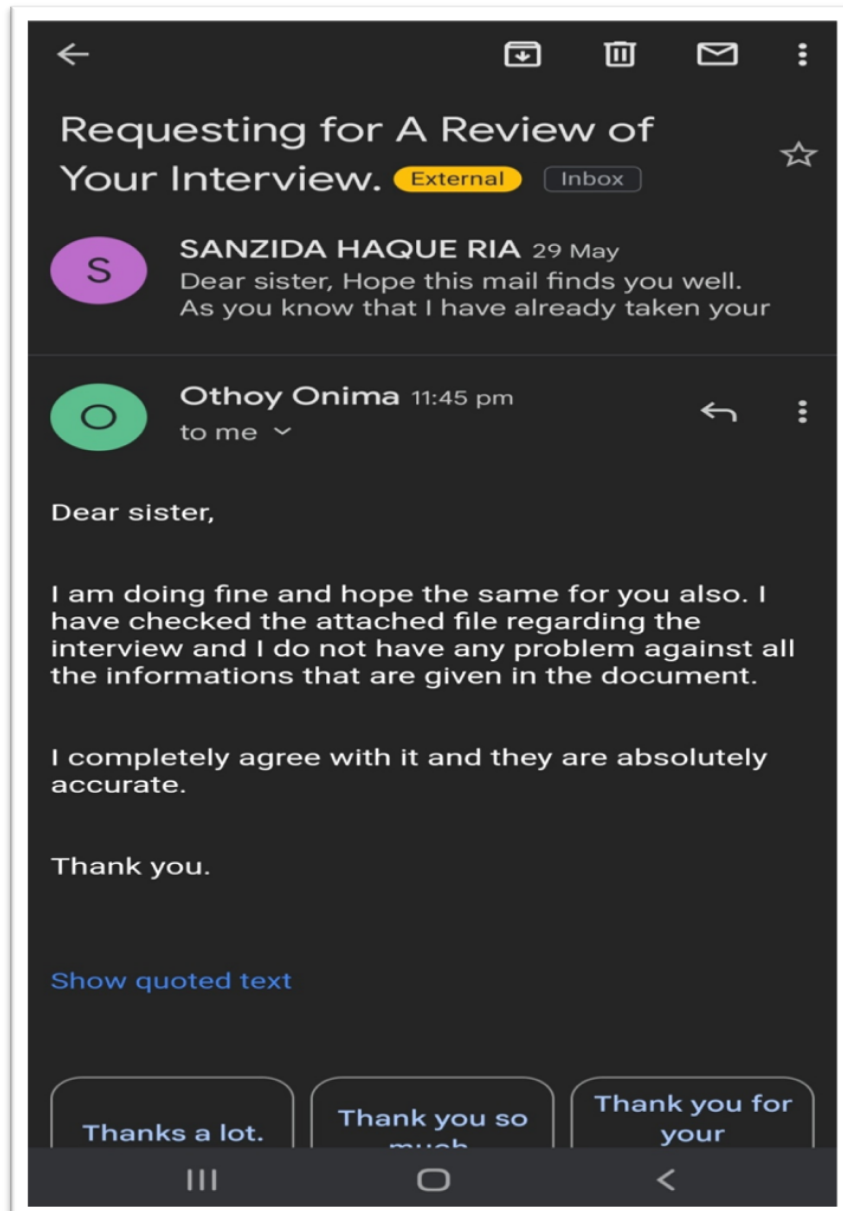 Requesting for A Review of
Your Interview. External Inbox
S
SANZIDA HAQUE RIA 29 May
Dear sister, Hope this mail finds you well.
As you know that I have already taken your
O
Othoy Onima 11:45 pm
to me
Dear sister,
I am doing fine and hope the same for you also. I
have checked the attached file regarding the
interview and I do not have any problem against all
the informations that are given in the document.
I completely agree with it and they are absolutely
accurate.
Thank you.
Show quoted text
Thanks a lot.
Thank you so
much
Thank you for
your